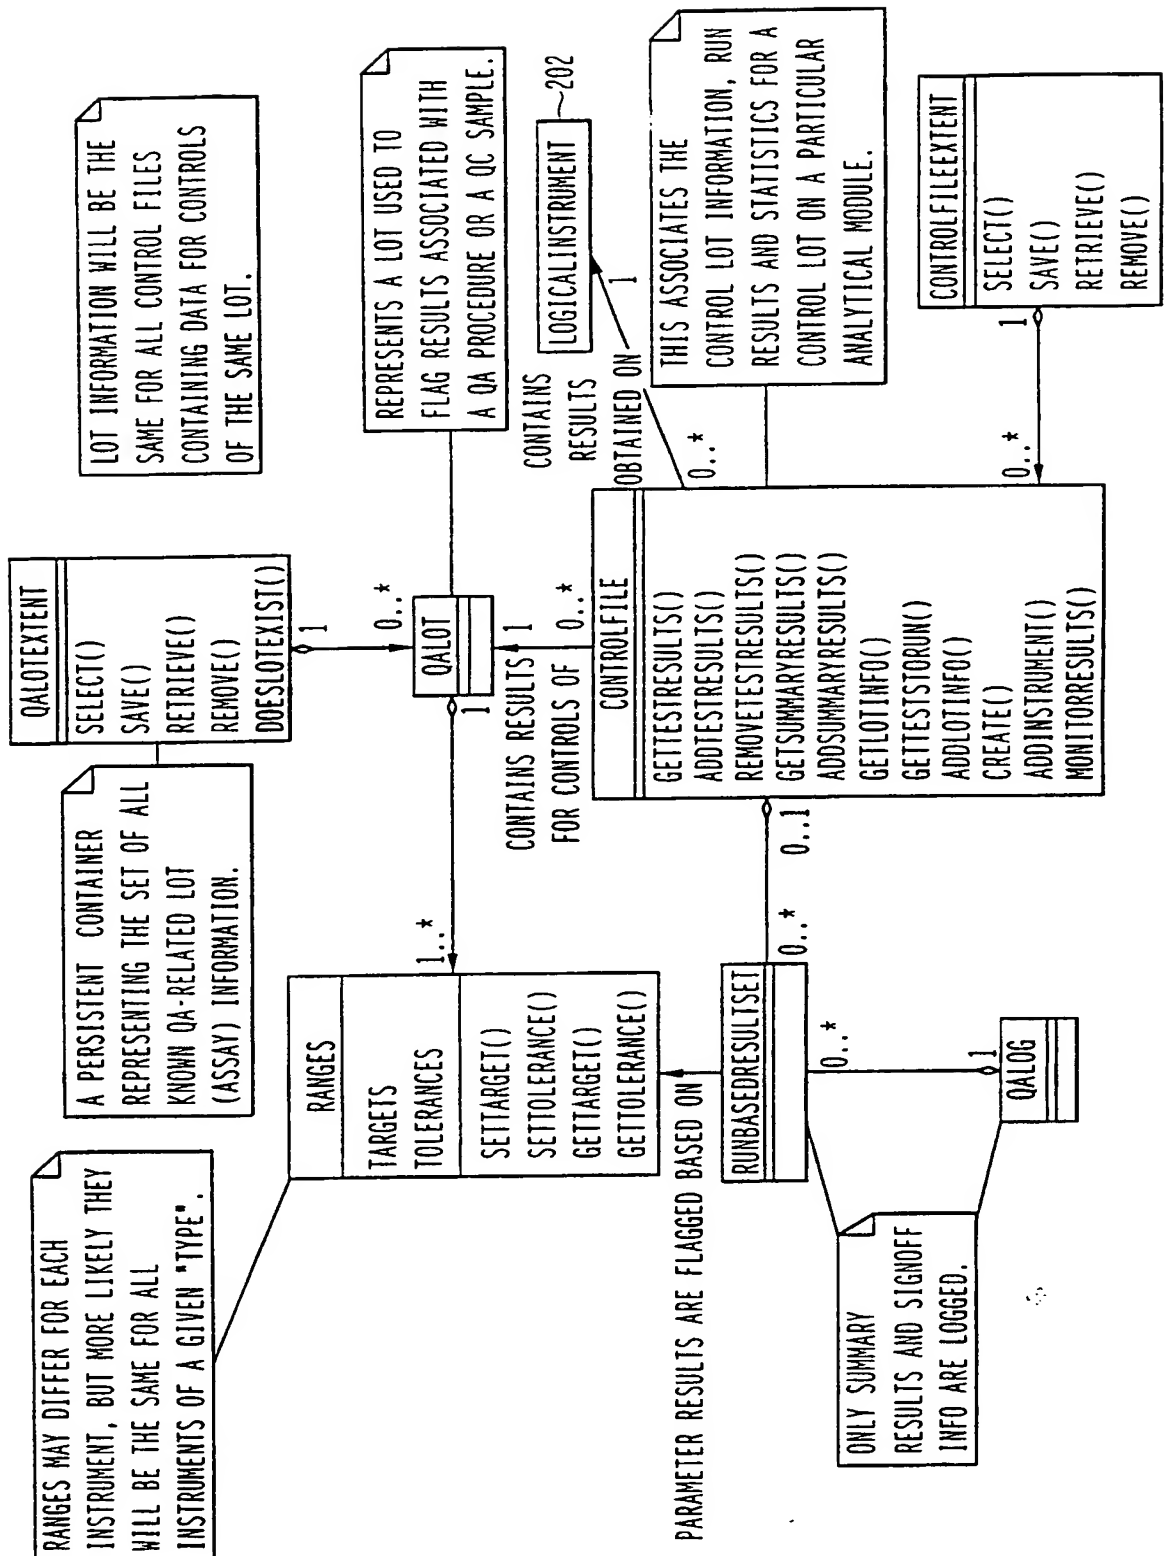 RANGES MAY DIFFER FOR EACH
INSTRUMENT, BUT MORE LIKELY THEY
WILL BE THE SAME FOR ALL
INSTRUMENTS OF A GIVEN "TYPE".
A PERSISTENT CONTAINER
REPRESENTING THE SET OF ALL
KNOWN QA-RELATED LOT
(ASSAY) INFORMATION.
QALOTEXTENT
SELECT()
SAVE()
RETRIEVE()
REMOVE()
DOESLOTEXIST()
LOT INFORMATION WILL BE THE
SAME FOR ALL CONTROL FILES
CONTAINING DATA FOR CONTROLS
OF THE SAME LOT.
1
0..*
RANGES
TARGETS
TOLERANCES
SETTARGET()
SETTOLERANCE()
GETTARGET()
GETTOLERANCE()
1..*
1
QALOT
REPRESENTS A LOT USED TO
FLAG RESULTS ASSOCIATED WITH
A QA PROCEDURE OR A QC SAMPLE.
CONTAINS RESULTS
FOR CONTROLS OF
1
0..*
CONTAINS
RESULTS
OBTAINED ON
1
0..*
LOGICALINSTRUMENT
202
PARAMETER RESULTS ARE FLAGGED BASED ON
RUNBASEDRESULTSET
0..*
0..1
CONTROLFILE
GETTESTRESULTS()
ADDTESTRESULTS()
REMOVETESTRESULTS()
GETSUMMARYRESULTS()
ADDSUMMARYRESULTS()
GETLOTINFO()
GETTESTSTORUN()
ADDLOTINFO()
CREATE()
ADDINSTRUMENT()
MONITORRESULTS()
THIS ASSOCIATES THE
CONTROL LOT INFORMATION, RUN
RESULTS AND STATISTICS FOR A
CONTROL LOT ON A PARTICULAR
ANALYTICAL MODULE.
ONLY SUMMARY
RESULTS AND SIGNOFF
INFO ARE LOGGED.
0..*
1
QALOG
0..*
1
CONTROLFILEEXTENT
SELECT()
SAVE()
RETRIEVE()
REMOVE()